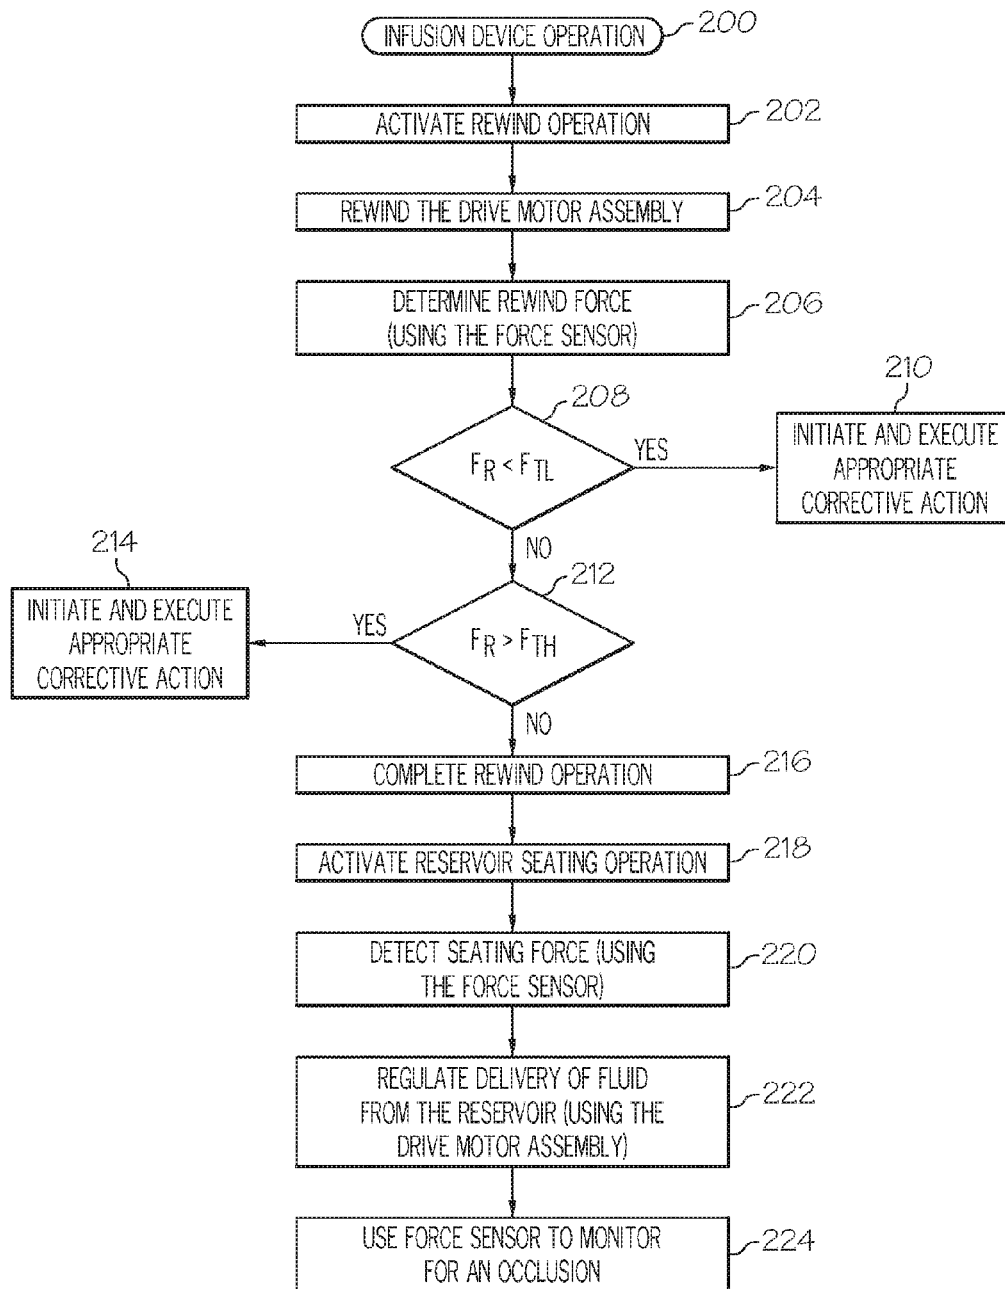 INFUSION DEVICE OPERATION
200
ACTIVATE REWIND OPERATION
202
REWIND THE DRIVE MOTOR ASSEMBLY
204
DETERMINE REWIND FORCE
(USING THE FORCE SENSOR)
206
208
F_R < F_TL
YES
210
INITIATE AND EXECUTE
APPROPRIATE
CORRECTIVE ACTION
NO
212
F_R > F_TH
YES
214
INITIATE AND EXECUTE
APPROPRIATE
CORRECTIVE ACTION
NO
COMPLETE REWIND OPERATION
216
ACTIVATE RESERVOIR SEATING OPERATION
218
DETECT SEATING FORCE (USING
THE FORCE SENSOR)
220
REGULATE DELIVERY OF FLUID
FROM THE RESERVOIR (USING THE
DRIVE MOTOR ASSEMBLY)
222
USE FORCE SENSOR TO MONITOR
FOR AN OCCLUSION
224